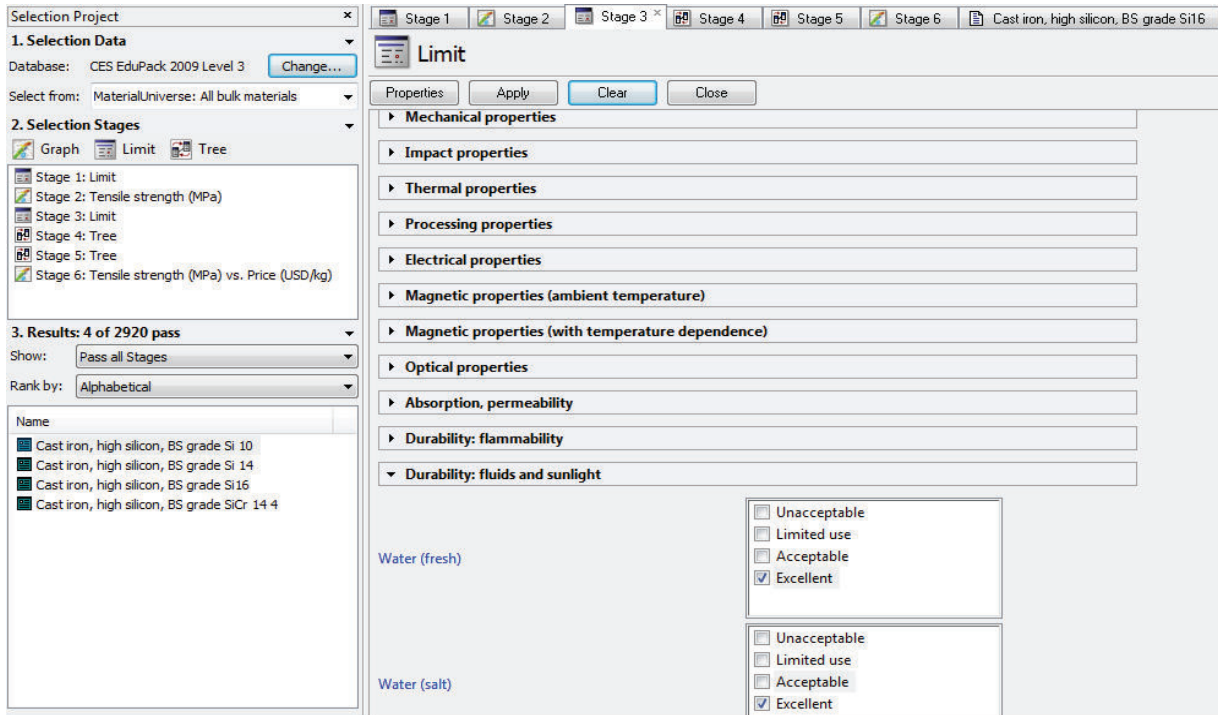 Selection Project
x
1. Selection Data
Database: CES EduPack 2009 Level 3 Change...
Select from: MaterialUniverse: All bulk materials
2. Selection Stages
Graph Limit Tree
Stage 1: Limit
Stage 2: Tensile strength (MPa)
Stage 3: Limit
Stage 4: Tree
Stage 5: Tree
Stage 6: Tensile strength (MPa) vs. Price (USD/kg)
3. Results: 4 of 2920 pass
Show: Pass all Stages
Rank by: Alphabetical
Name
Cast iron, high silicon, BS grade Si 10
Cast iron, high silicon, BS grade Si 14
Cast iron, high silicon, BS grade Si16
Cast iron, high silicon, BS grade SiCr 14 4
Stage 1 Stage 2 Stage 3 x Stage 4 Stage 5 Stage 6 Cast iron, high silicon, BS grade Si16
Limit
Properties Apply Clear Close
Mechanical properties
Impact properties
Thermal properties
Processing properties
Electrical properties
Magnetic properties (ambient temperature)
Magnetic properties (with temperature dependence)
Optical properties
Absorption, permeability
Durability: flammability
Durability: fluids and sunlight
Water (fresh)
Unacceptable
Limited use
Acceptable
Excellent
Water (salt)
Unacceptable
Limited use
Acceptable
Excellent